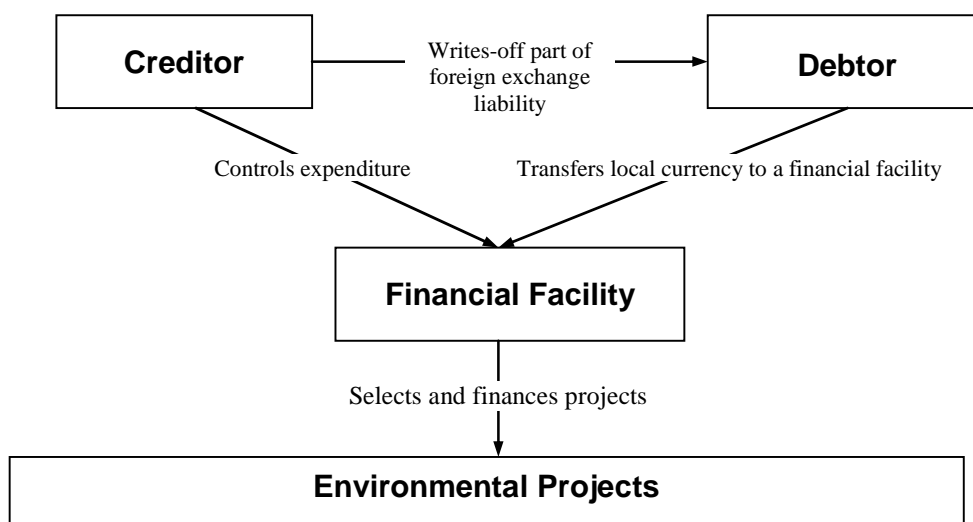 Creditor
Writes-off part of
foreign exchange
liability
Debtor
Controls expenditure
Transfers local currency to a financial facility
Financial Facility
Selects and finances projects
Environmental Projects